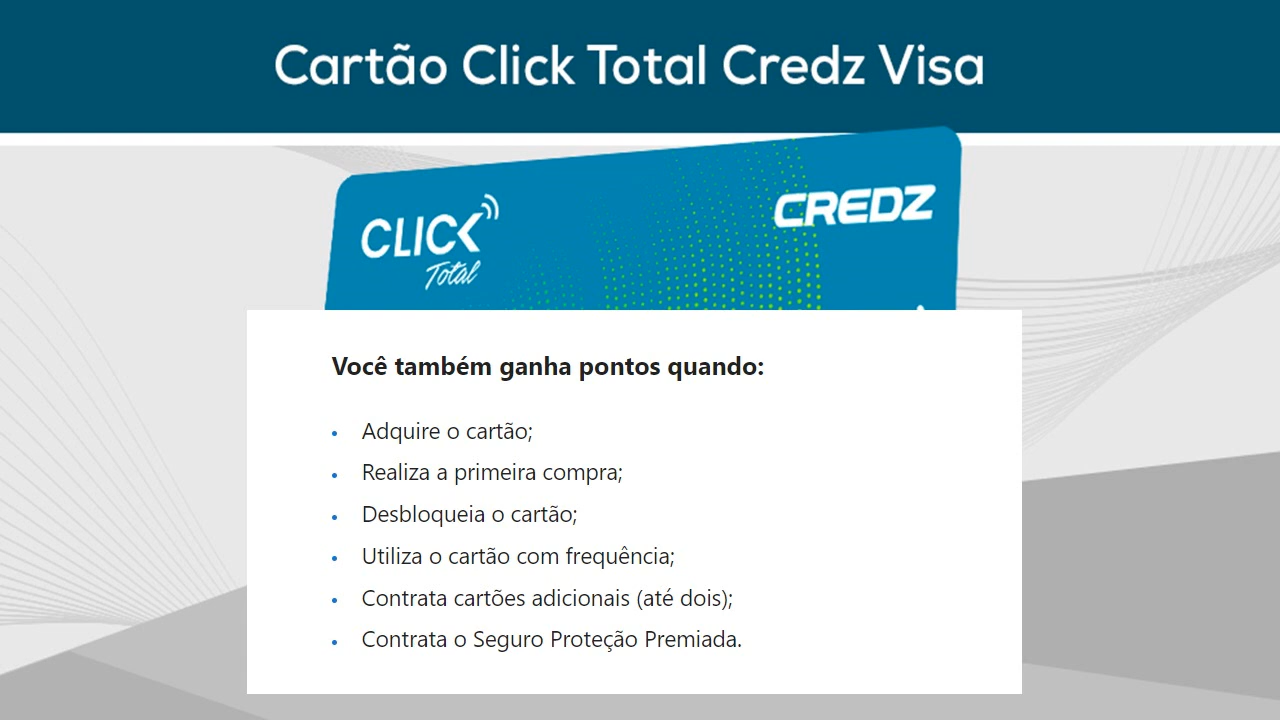 Cartão Click Total Credz Visa
CLICK
CREDZ
Total
Você também ganha pontos quando:
• Adquire o cartão;
• Realiza a primeira compra;
• Desbloqueia o cartão;
• Utiliza o cartão com frequência;
• Contrata cartões adicionais (até dois);
• Contrata o Seguro Proteção Premiada.